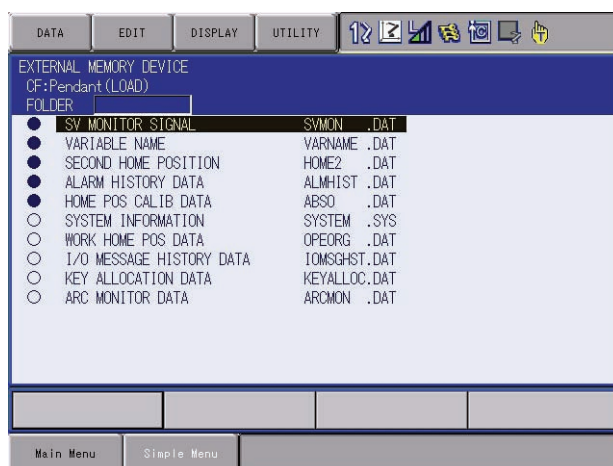 DATA EDIT DISPLAY UTILITY
EXTERNAL MEMORY DEVICE
CF:Pendant(LOAD)
FOLDER
SV MONITOR SIGNAL SVMON .DAT
VARIABLE NAME VARNAME .DAT
SECOND HOME POSITION HOME2 .DAT
ALARM HISTORY DATA ALMHIST .DAT
HOME POS CALIB DATA ABSO .DAT
SYSTEM INFORMATION SYSTEM .SYS
WORK HOME POS DATA OPEORG .DAT
I/O MESSAGE HISTORY DATA IOMSGHST.DAT
KEY ALLOCATION DATA KEYALLOC.DAT
ARC MONITOR DATA ARCMON .DAT
Main Menu Simple Menu